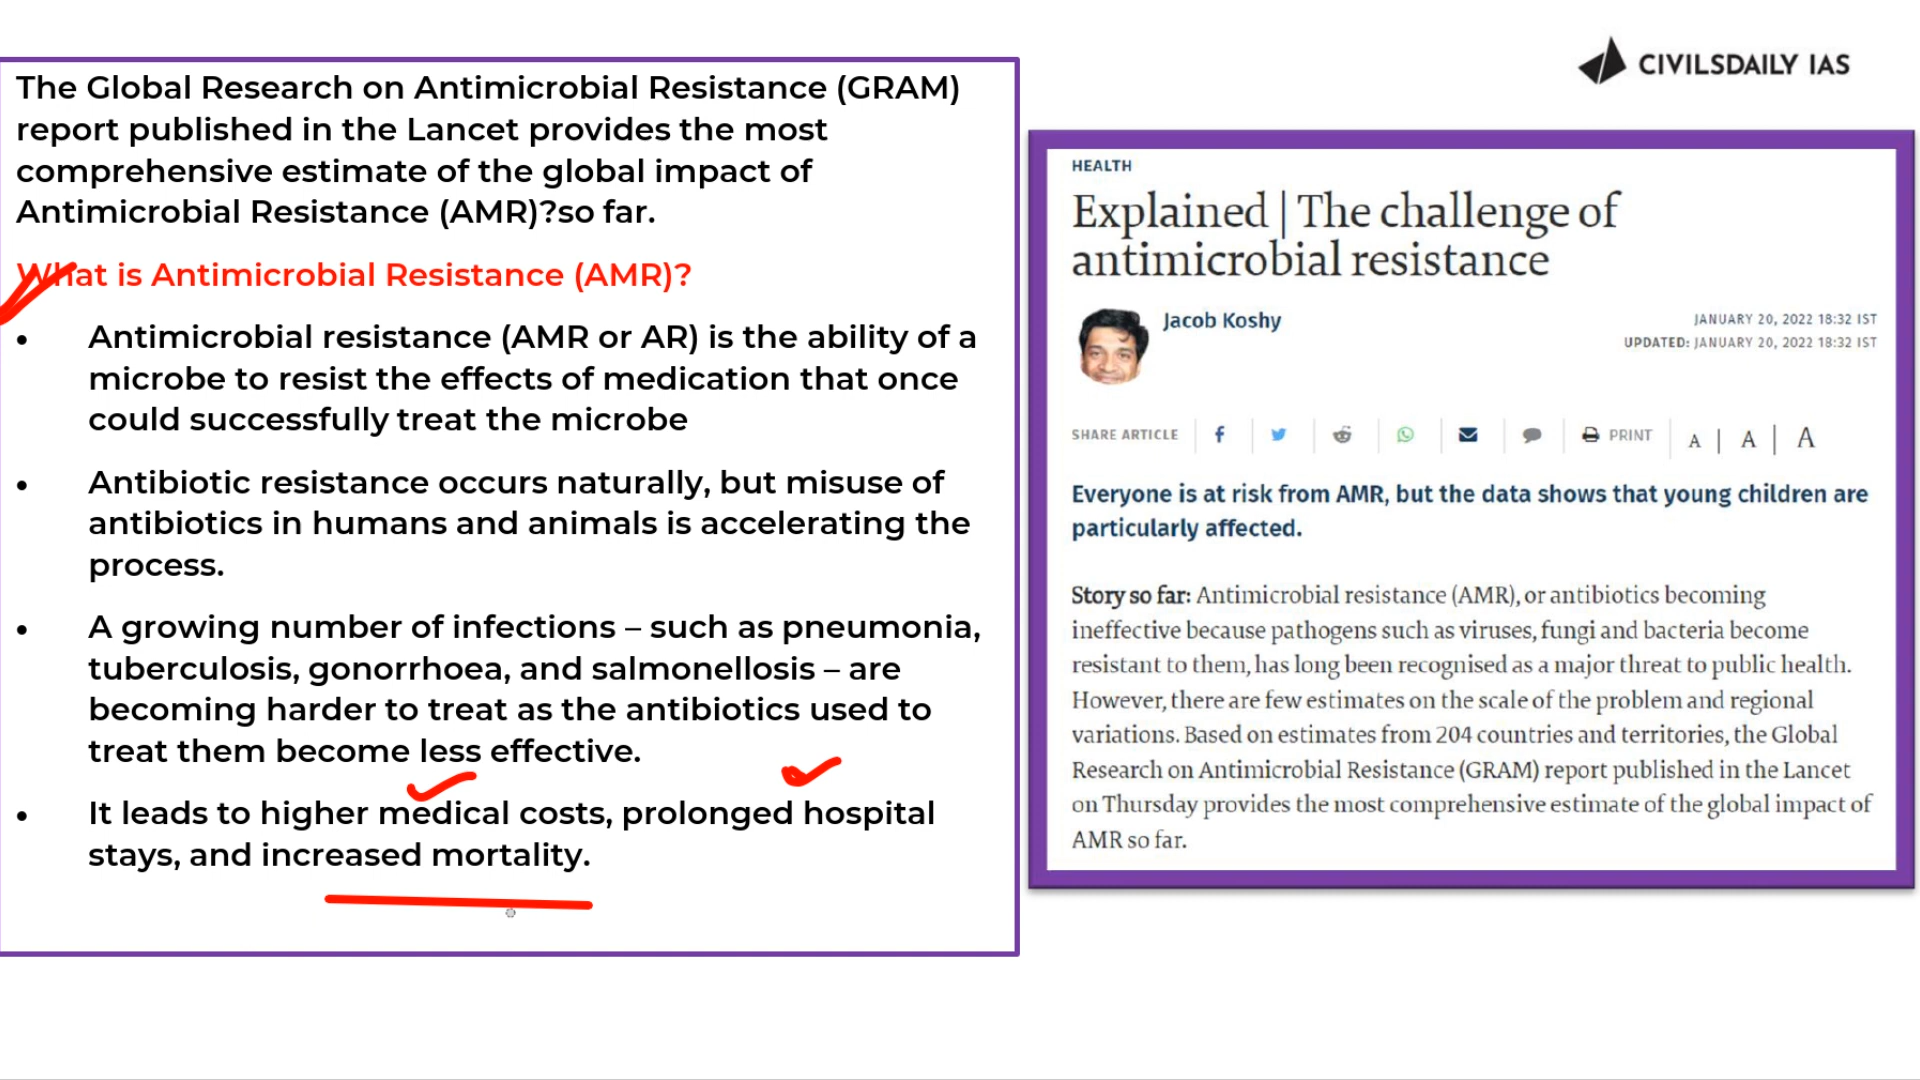 CIVILSDAILY IAS
The Global Research on Antimicrobial Resistance (GRAM)
report published in the Lancet provides the most
comprehensive estimate of the global impact of
Antimicrobial Resistance (AMR)?so far.
What is Antimicrobial Resistance (AMR)?
• Antimicrobial resistance (AMR or AR) is the ability of a
microbe to resist the effects of medication that once
could successfully treat the microbe
• Antibiotic resistance occurs naturally, but misuse of
antibiotics in humans and animals is accelerating the
process.
• A growing number of infections – such as pneumonia,
tuberculosis, gonorrhoea, and salmonellosis – are
becoming harder to treat as the antibiotics used to
treat them become less effective.
• It leads to higher medical costs, prolonged hospital
stays, and increased mortality.
HEALTH
Explained | The challenge of
antimicrobial resistance
Jacob Koshy
JANUARY 20, 2022 18:32 IST
UPDATED: JANUARY 20, 2022 18:32 IST
SHARE ARTICLE PRINT A | A | A
Everyone is at risk from AMR, but the data shows that young children are
particularly affected.
Story so far: Antimicrobial resistance (AMR), or antibiotics becoming
ineffective because pathogens such as viruses, fungi and bacteria become
resistant to them, has long been recognised as a major threat to public health.
However, there are few estimates on the scale of the problem and regional
variations. Based on estimates from 204 countries and territories, the Global
Research on Antimicrobial Resistance (GRAM) report published in the Lancet
on Thursday provides the most comprehensive estimate of the global impact of
AMR so far.